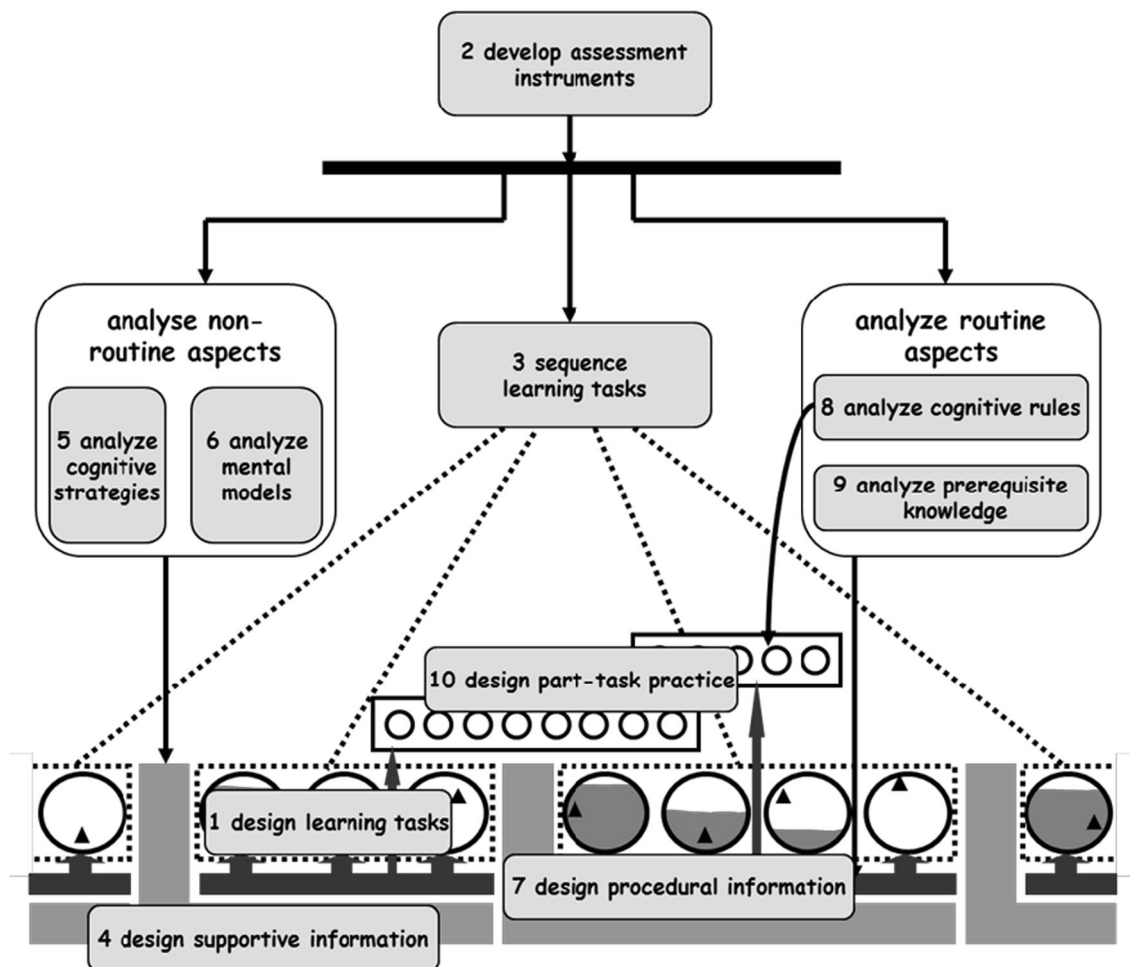 2 develop assessment
instruments
analyse non-
routine aspects
5 analyze
cognitive
strategies
6 analyze
mental
models
3 sequence
learning tasks
analyze routine
aspects
8 analyze cognitive rules
9 analyze prerequisite
knowledge
10 design part-task practice
1 design learning tasks
7 design procedural information
4 design supportive information